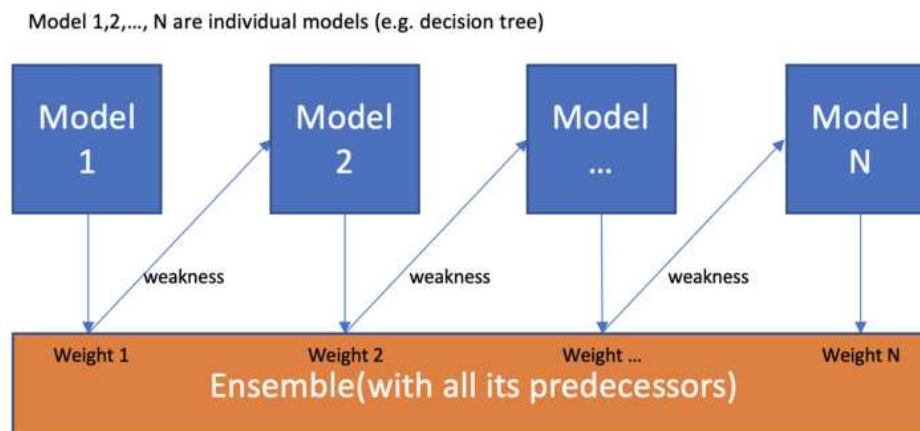 Model 1,2,..., N are individual models (e.g. decision tree)
Model
1
Model
2
Model
...
Model
N
weakness
weakness
weakness
Weight 1
Weight 2
Weight ...
Weight N
Ensemble(with all its predecessors)